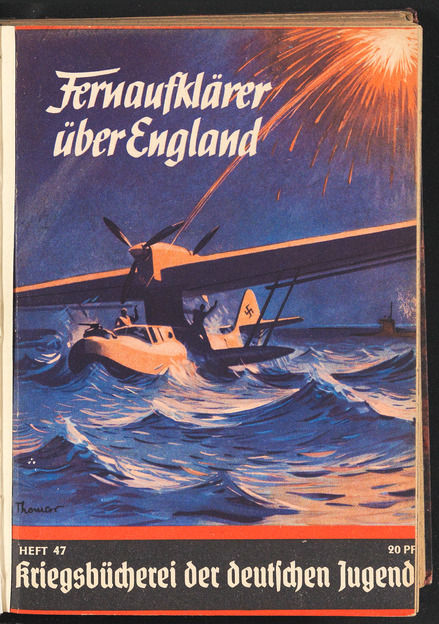 Fernaufklärer
über England
Thomar
HEFT 47
20 PF
Kriegsbücherei der deutschen Jugend